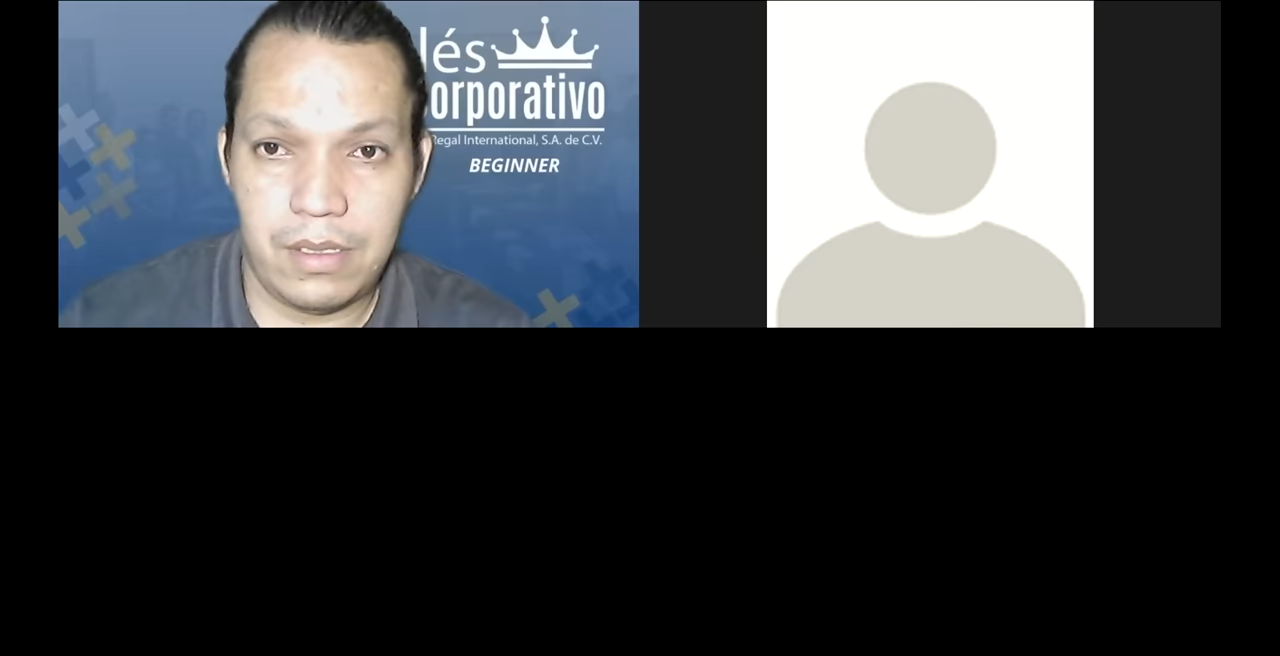 lés
orporativo
Regal International, S.A. de C.V.
BEGINNER